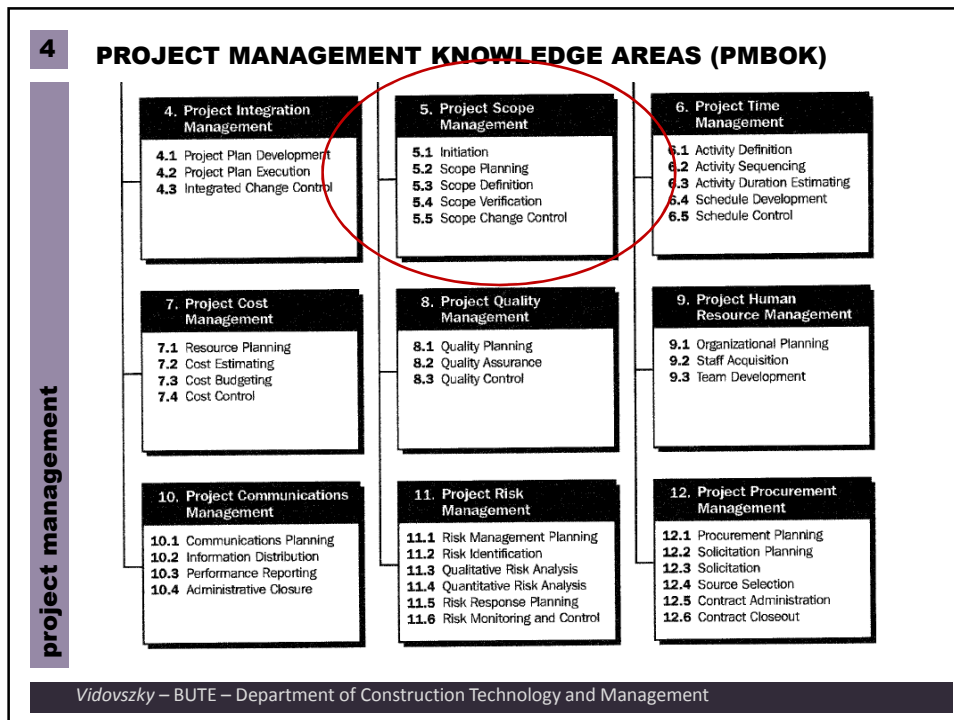 4
PROJECT MANAGEMENT KNOWLEDGE AREAS (PMBOK)
project management
4. Project Integration
Management
4.1 Project Plan Development
4.2 Project Plan Execution
4.3 Integrated Change Control
5. Project Scope
Management
5.1 Initiation
5.2 Scope Planning
5.3 Scope Definition
5.4 Scope Verification
5.5 Scope Change Control
6. Project Time
Management
6.1 Activity Definition
6.2 Activity Sequencing
6.3 Activity Duration Estimating
6.4 Schedule Development
6.5 Schedule Control
7. Project Cost
Management
7.1 Resource Planning
7.2 Cost Estimating
7.3 Cost Budgeting
7.4 Cost Control
8. Project Quality
Management
8.1 Quality Planning
8.2 Quality Assurance
8.3 Quality Control
9. Project Human
Resource Management
9.1 Organizational Planning
9.2 Staff Acquisition
9.3 Team Development
10. Project Communications
Management
10.1 Communications Planning
10.2 Information Distribution
10.3 Performance Reporting
10.4 Administrative Closure
11. Project Risk
Management
11.1 Risk Management Planning
11.2 Risk Identification
11.3 Qualitative Risk Analysis
11.4 Quantitative Risk Analysis
11.5 Risk Response Planning
11.6 Risk Monitoring and Control
12. Project Procurement
Management
12.1 Procurement Planning
12.2 Solicitation Planning
12.3 Solicitation
12.4 Source Selection
12.5 Contract Administration
12.6 Contract Closeout
Vidovszky – BUTE – Department of Construction Technology and Management